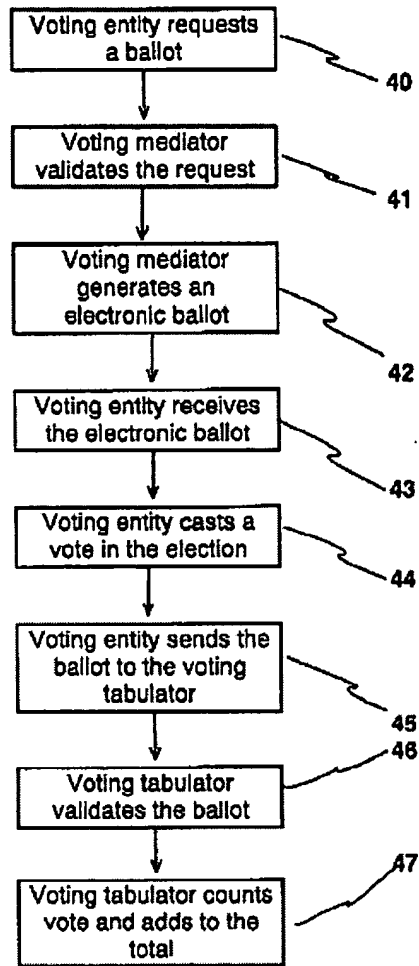 Voting entity requests
a ballot
40
Voting mediator
validates the request
41
Voting mediator
generates an
electronic ballot
42
Voting entity receives
the electronic ballot
43
Voting entity casts a
vote in the election
44
Voting entity sends the
ballot to the voting
tabulator
45
46
Voting tabulator
validates the ballot
47
Voting tabulator counts
vote and adds to the
total